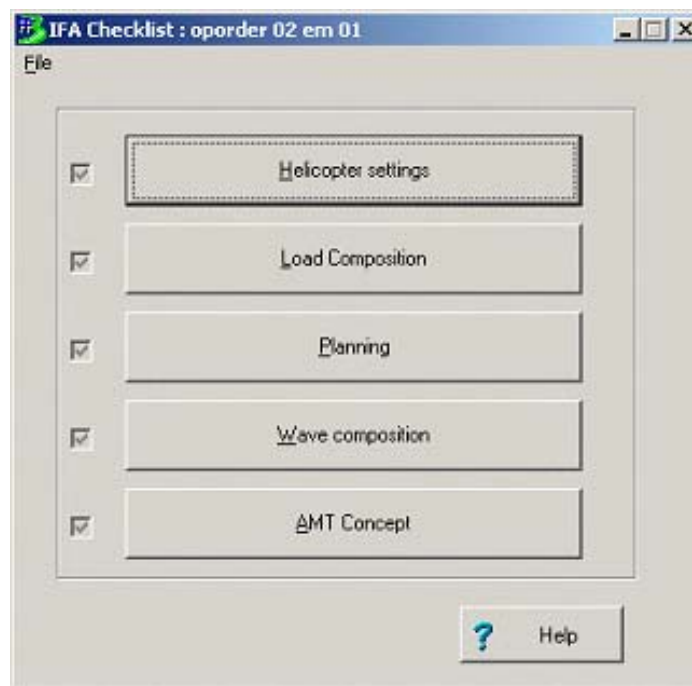 IFA Checklist : oporder 02 em 01
File
Helicopter settings
Load Composition
Planning
Wave composition
AMT Concept
? Help